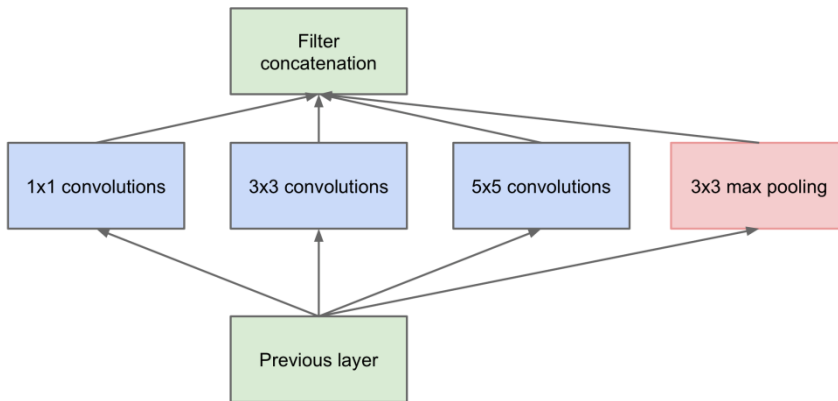 Filter
concatenation
1x1 convolutions
3x3 convolutions
5x5 convolutions
3x3 max pooling
Previous layer